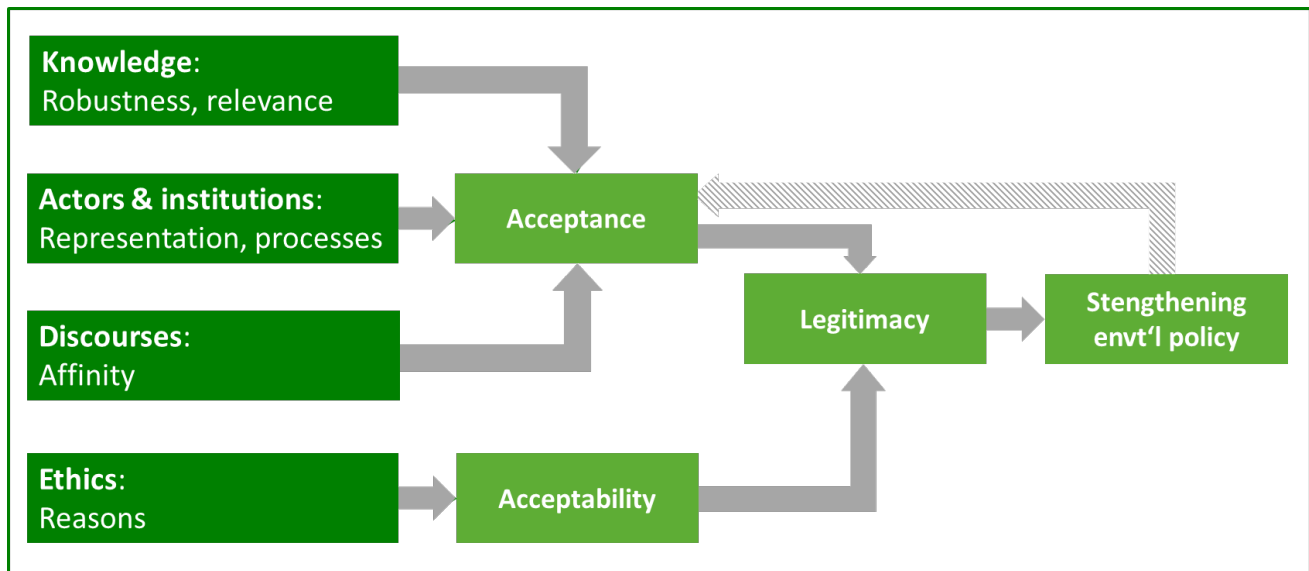 Knowledge:
Robustness, relevance
Actors & institutions:
Representation, processes
Discourses:
Affinity
Ethics:
Reasons
Acceptance
Acceptability
Legitimacy
Stengthening
envt‘l policy